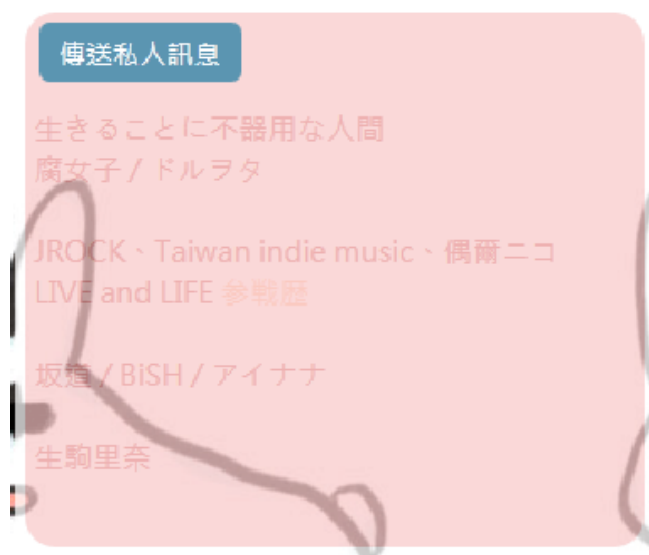 傳送私人訊息
生きることに不器用な人間
腐女子 / ドルヲタ
JROCK、Taiwan indie music、偶爾ニコ
LIVE and LIFE 参戦歴
坂道 / BiSH / アイナナ
生駒里奈